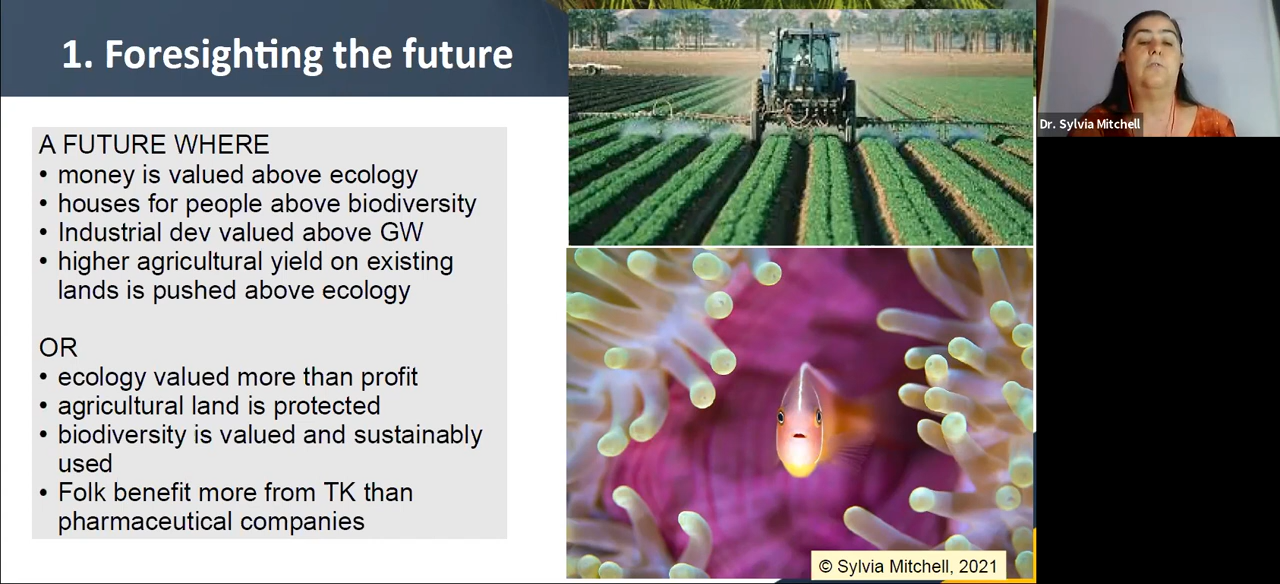 1. Foresighting the future
A FUTURE WHERE
• money is valued above ecology
• houses for people above biodiversity
• Industrial dev valued above GW
• higher agricultural yield on existing
lands is pushed above ecology
OR
• ecology valued more than profit
• agricultural land is protected
• biodiversity is valued and sustainably
used
• Folk benefit more from TK than
pharmaceutical companies
© Sylvia Mitchell, 2021
Dr. Sylvia Mitchell